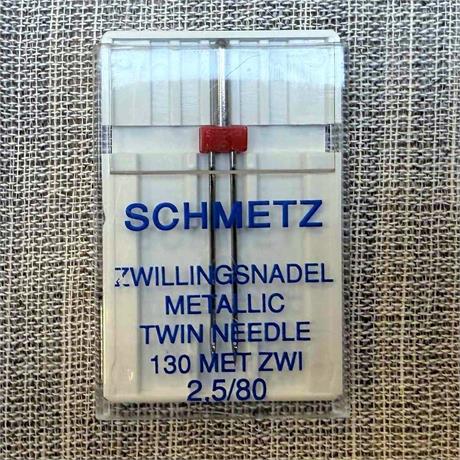 SCHMETZ
ZWILLINGSNADEL
METALLIC
TWIN NEEDLE
130 MET ZWI
2,5/80